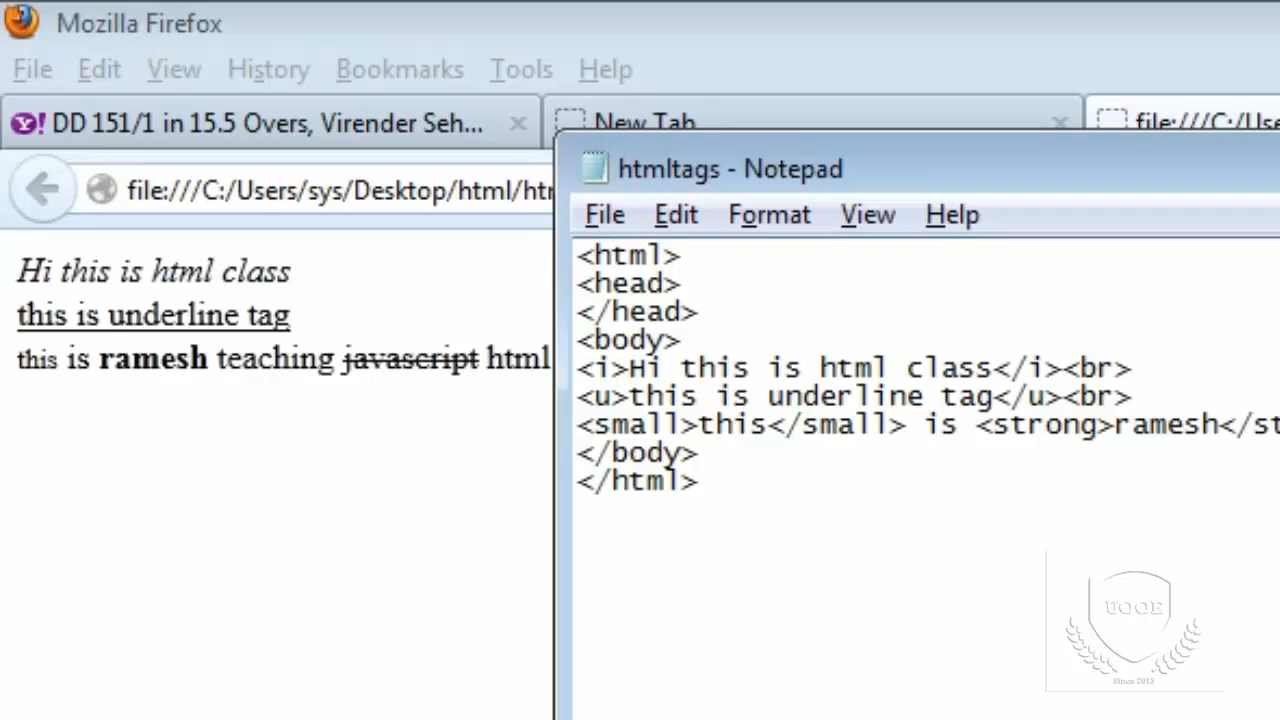 Mozilla Firefox
File Edit View History Bookmarks Tools Help
Y! DD 151/1 in 15.5 Overs, Virender Seh... New Tab file:///C:/Use
file:///C:/Users/sys/Desktop/html/htm
Hi this is html class
this is underline tag
this is ramesh teaching javascript html
htmltags - Notepad
File Edit Format View Help
<html>
<head>
</head>
<body>
<i>Hi this is html class</i><br>
<u>this is underline tag</u><br>
<small>this</small> is <strong>ramesh</st
</body>
</html>
UOOE
Since 2012